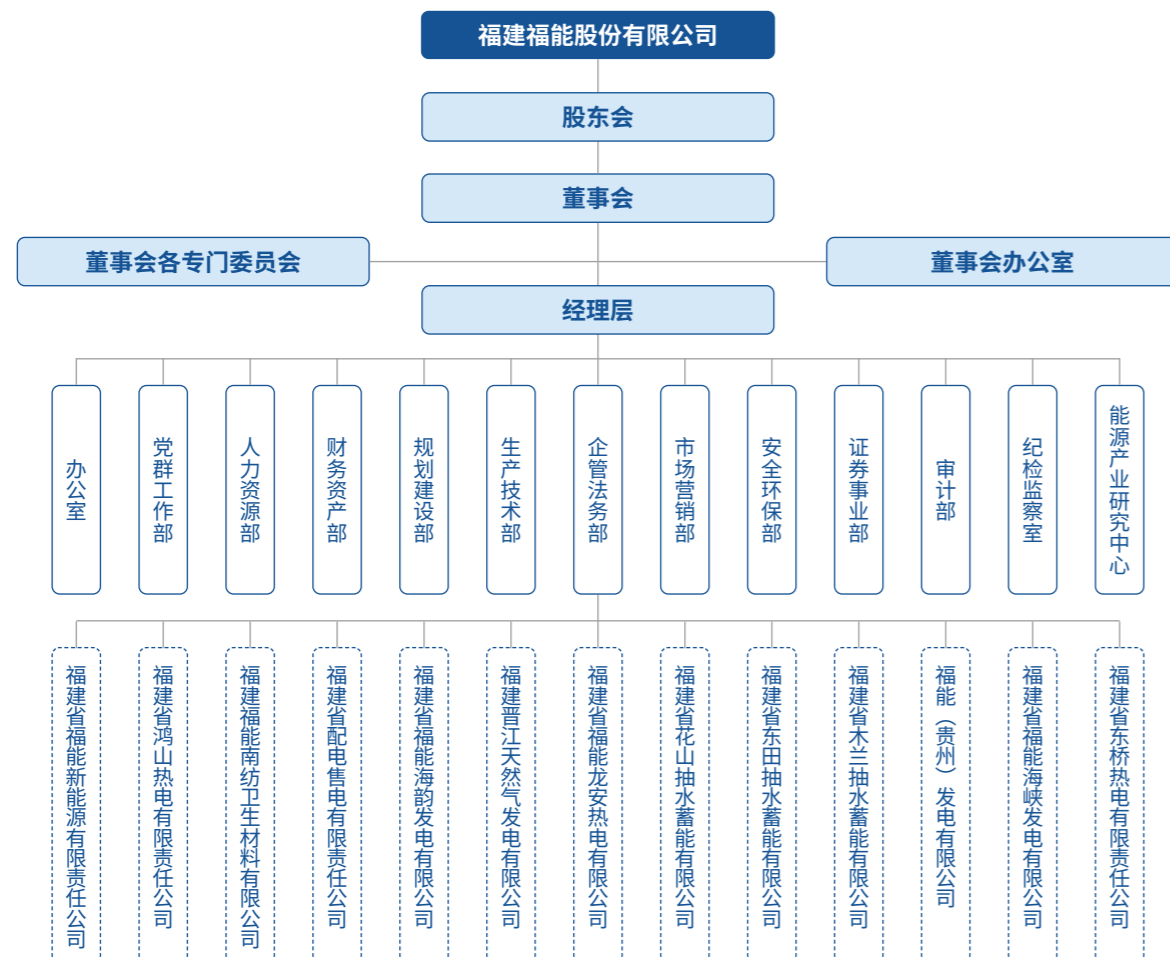 福建福能股份有限公司
股东会
董事会
董事会各专门委员会
董事会办公室
经理层
办公室
党群工作部
人力资源部
财务资产部
规划建设部
生产技术部
企管法务部
市场营销部
安全环保部
证券事业部
审计部
纪检监察室
能源产业研究中心
福建省福能新能源有限责任公司
福建省鸿山热电有限责任公司
福建福能南纺卫生材料有限公司
福建省配电售电有限责任公司
福建省福能海韵发电有限公司
福建晋江天然气发电有限公司
福建省福能龙安热电有限公司
福建省花山抽水蓄能有限公司
福建省东田抽水蓄能有限公司
福建省木兰抽水蓄能有限公司
福能（贵州）发电有限公司
福建省福能海峡发电有限公司
福建省东桥热电有限责任公司